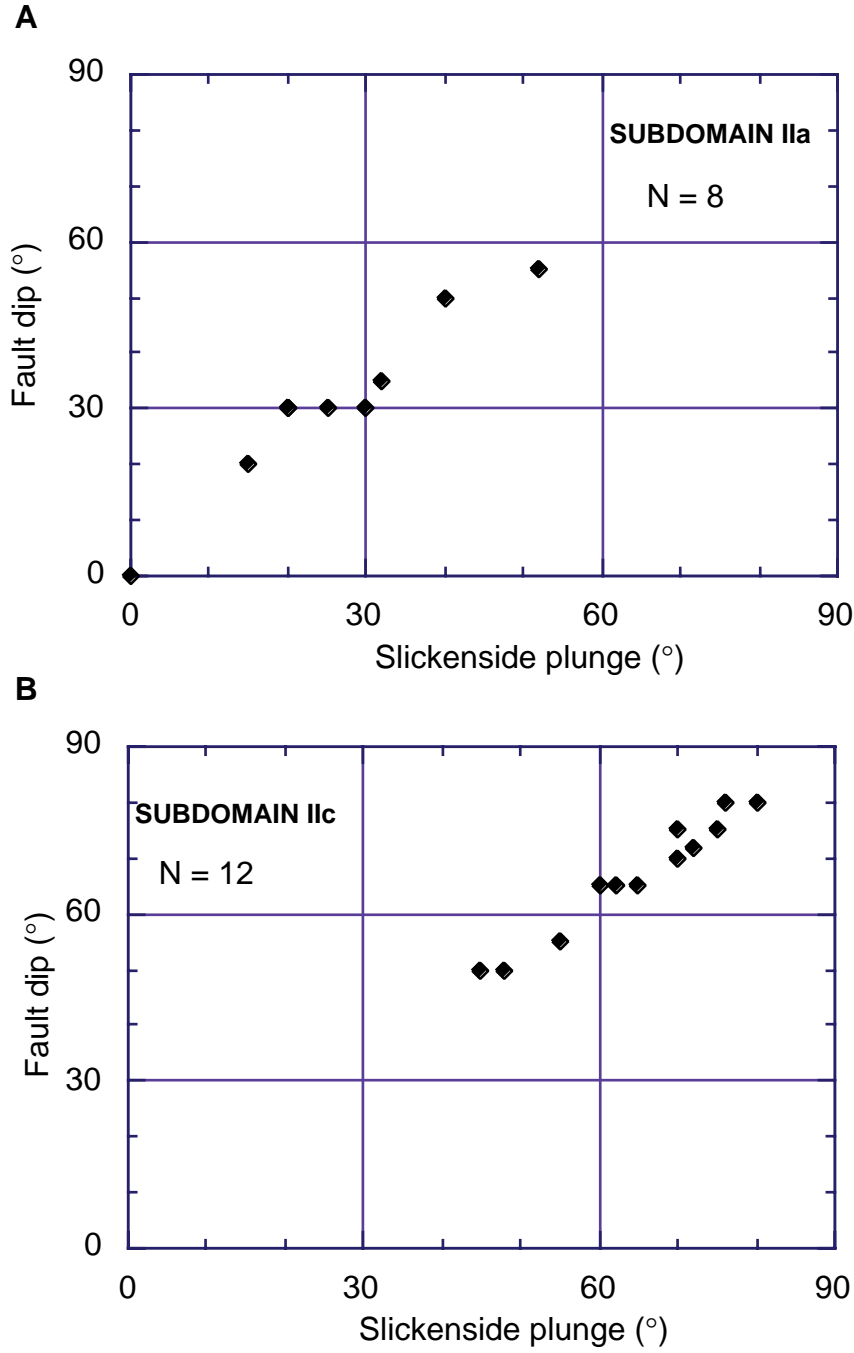 A
90
SUBDOMAIN IIa
N = 8
60
Fault dip (°)
30
0
0 30 60 90
Slickenside plunge (°)
B
90
SUBDOMAIN IIc
N = 12
60
Fault dip (°)
30
0
0 30 60 90
Slickenside plunge (°)